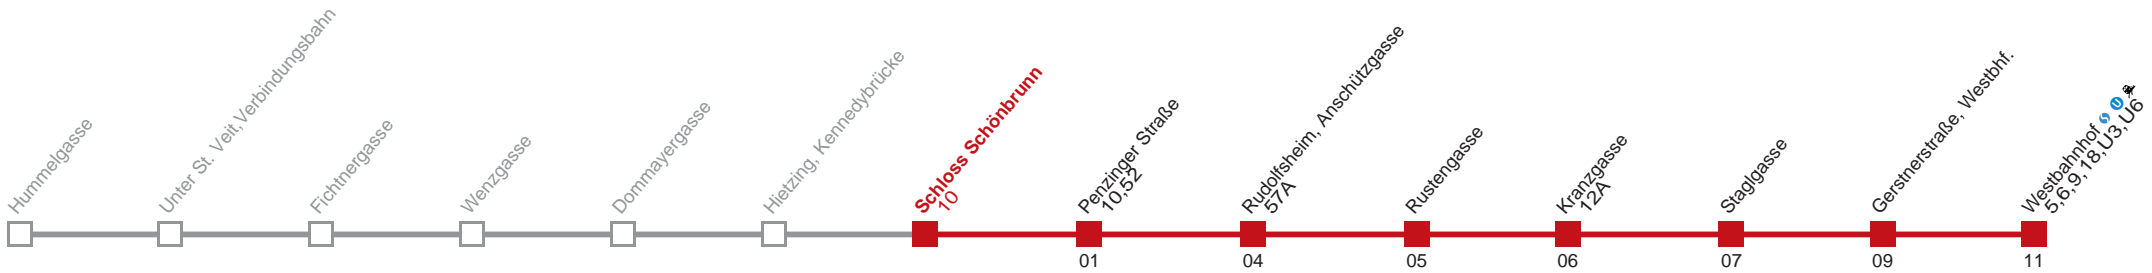 Hummelgasse
Unter St. Veit,Verbindungsbahn
Fichtnergasse
Wenzgasse
Dommayergasse
Hietzing, Kennedybrücke
Schloss Schönbrunn
10
Penzinger Straße
10,52
Rudolfsheim, Anschützgasse
57A
Rustengasse
Kranzgasse
12A
Staglgasse
Gerstnerstraße, Westbhf.
Westbahnhof S U
5,6,9,18,U3,U6
01
04
05
06
07
09
11